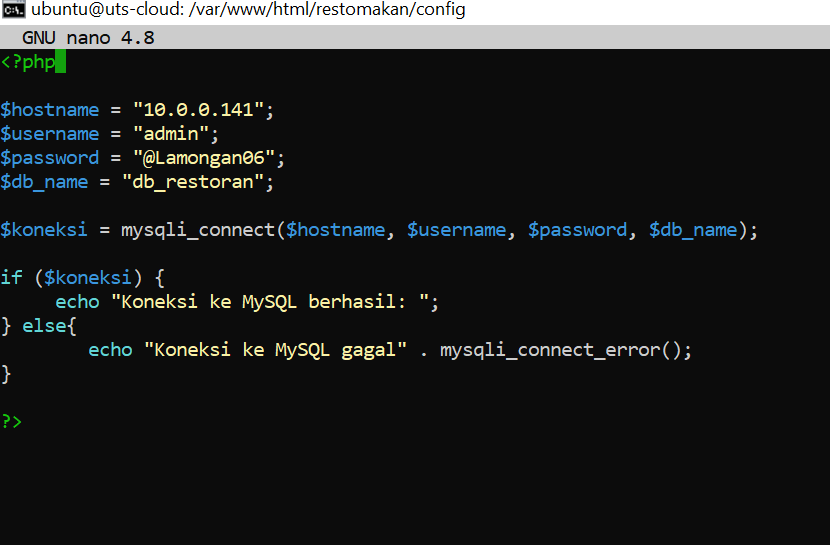 ubuntu@uts-cloud: /var/www/html/restomakan/config
GNU nano 4.8
<?php
$hostname = "10.0.0.141";
$username = "admin";
$password = "@Lamongan06";
$db_name = "db_restoran";
$koneksi = mysqli_connect($hostname, $username, $password, $db_name);
if ($koneksi) {
     echo "Koneksi ke MySQL berhasil: ";
} else{
        echo "Koneksi ke MySQL gagal" . mysqli_connect_error();
}
?>